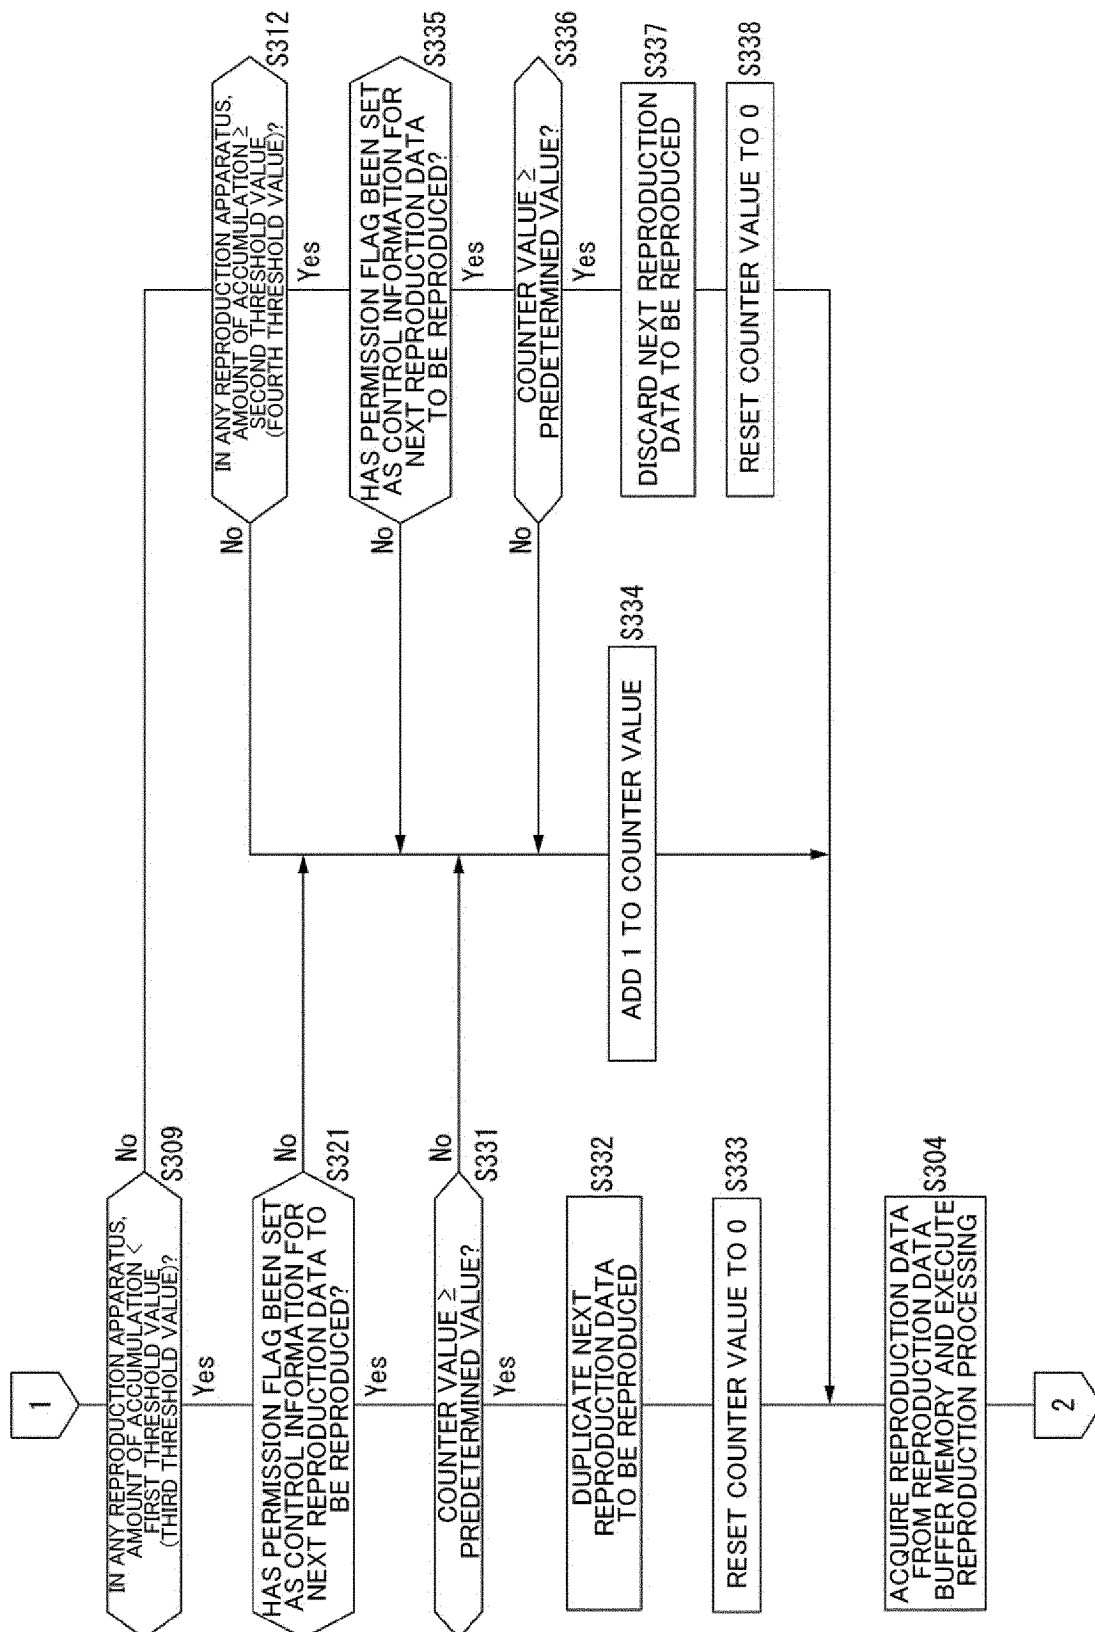 1
IN ANY REPRODUCTION APPARATUS,
AMOUNT OF ACCUMULATION <
FIRST THRESHOLD VALUE
(THIRD THRESHOLD VALUE)?
No
S309
Yes
HAS PERMISSION FLAG BEEN SET
AS CONTROL INFORMATION FOR
NEXT REPRODUCTION DATA TO
BE REPRODUCED?
No
S321
Yes
COUNTER VALUE ≥
PREDETERMINED VALUE?
No
S331
Yes
DUPLICATE NEXT
REPRODUCTION DATA
TO BE REPRODUCED
S332
RESET COUNTER VALUE TO 0
S333
ACQUIRE REPRODUCTION DATA
FROM REPRODUCTION DATA
BUFFER MEMORY AND EXECUTE
REPRODUCTION PROCESSING
S304
2
ADD 1 TO COUNTER VALUE
S334
IN ANY REPRODUCTION APPARATUS,
AMOUNT OF ACCUMULATION ≥
SECOND THRESHOLD VALUE
(FOURTH THRESHOLD VALUE)?
S312
No
Yes
HAS PERMISSION FLAG BEEN SET
AS CONTROL INFORMATION FOR
NEXT REPRODUCTION DATA
TO BE REPRODUCED?
S335
No
Yes
COUNTER VALUE ≥
PREDETERMINED VALUE?
S336
No
Yes
DISCARD NEXT REPRODUCTION
DATA TO BE REPRODUCED
S337
RESET COUNTER VALUE TO 0
S338